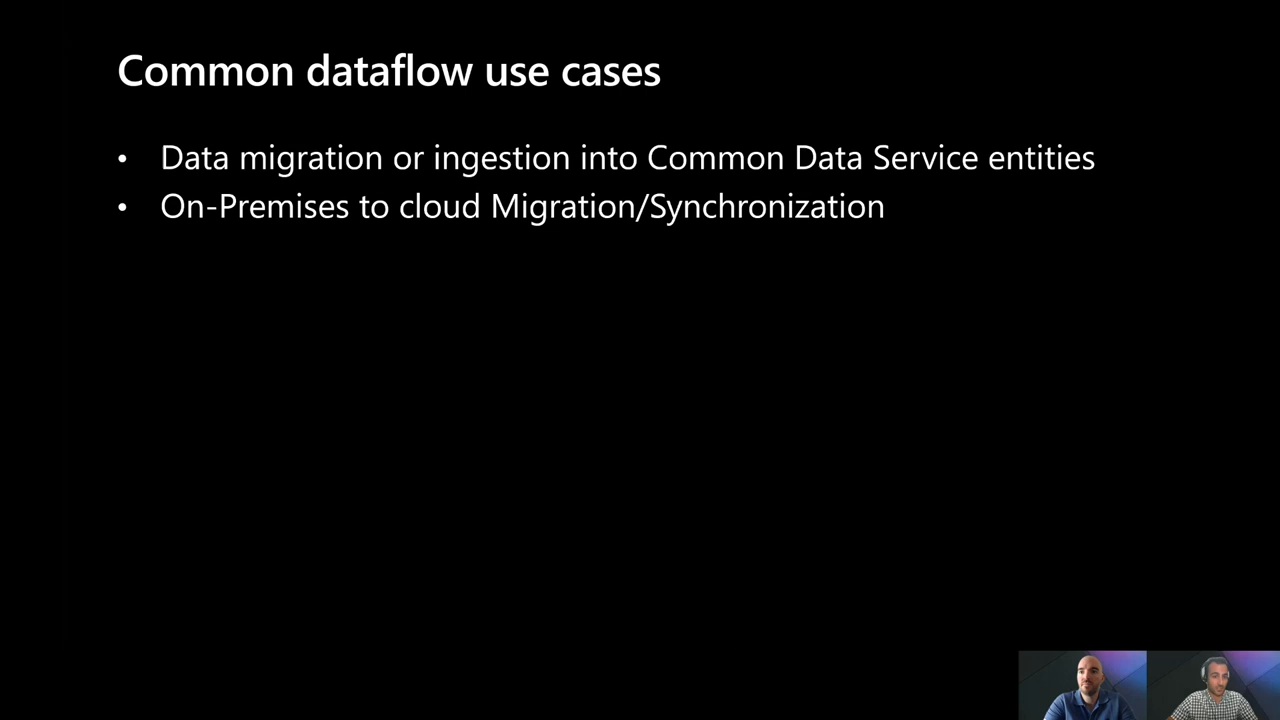 Common dataflow use cases
• Data migration or ingestion into Common Data Service entities
• On-Premises to cloud Migration/Synchronization